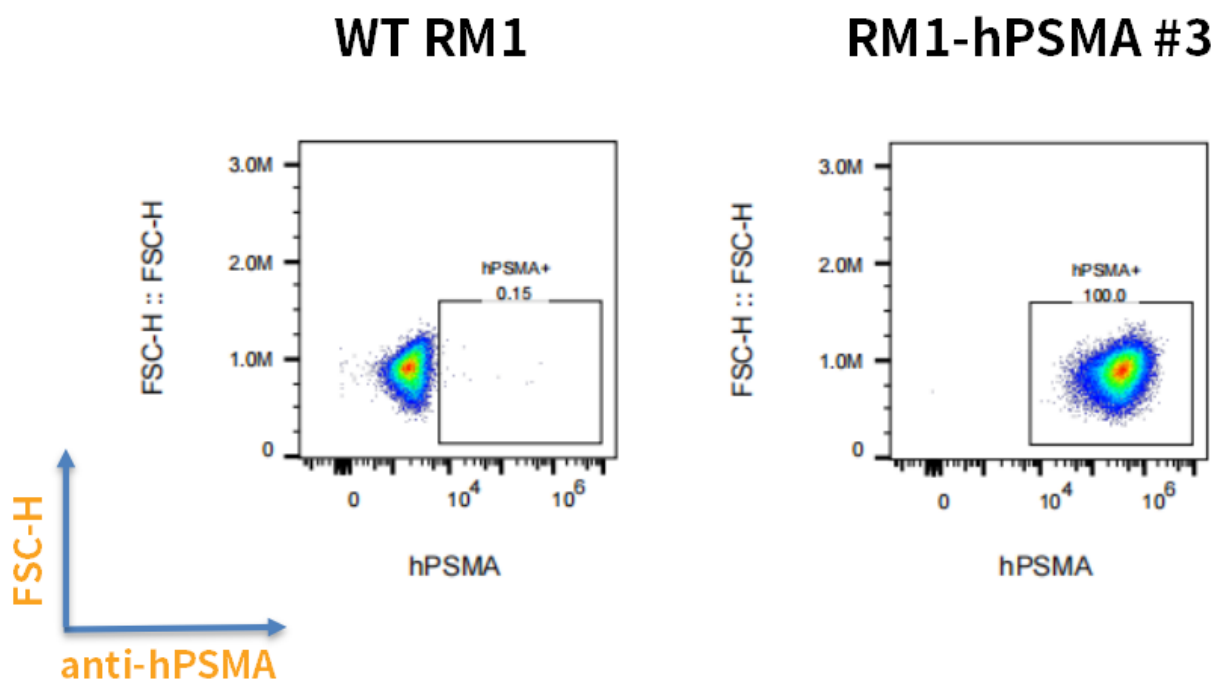 WT RM1
RM1-hPSMA #3
FSC-H :: FSC-H
3.0M
2.0M
1.0M
0
hPSMA+
0.15
0
10^4
10^6
hPSMA
FSC-H :: FSC-H
3.0M
2.0M
1.0M
0
hPSMA+
100.0
0
10^4
10^6
hPSMA
FSC-H
anti-hPSMA